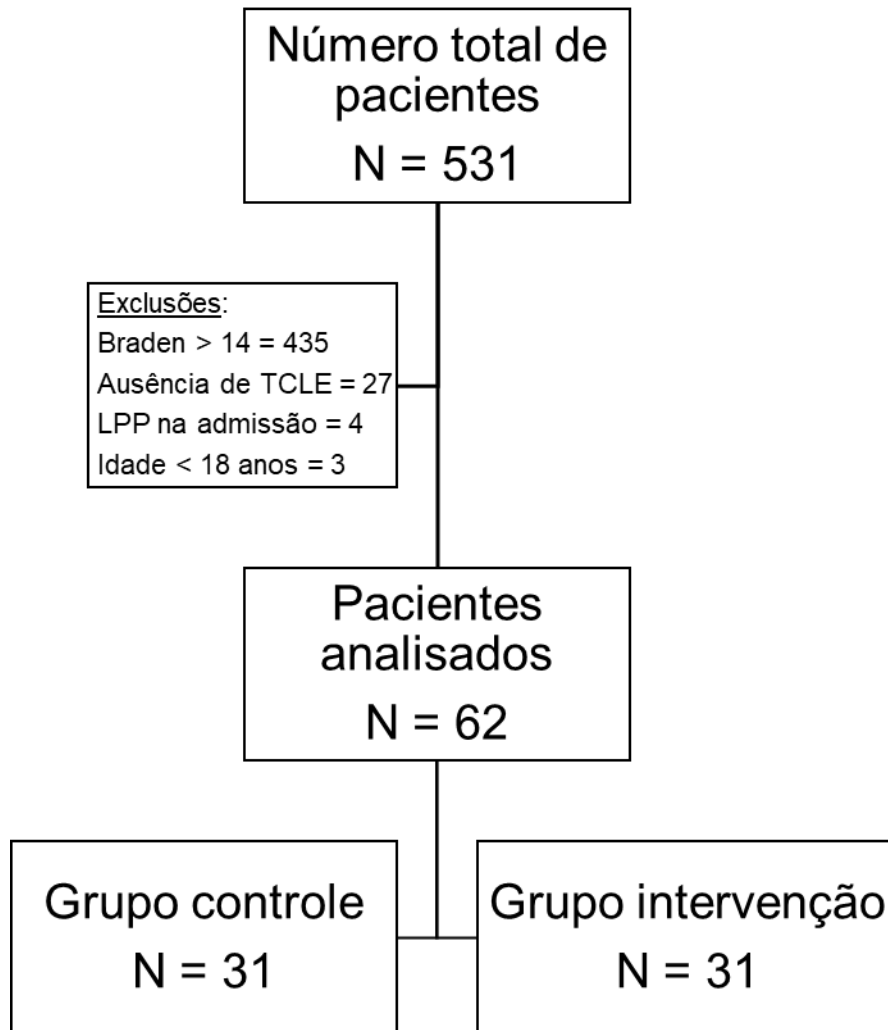 Número total de
pacientes
N = 531
Exclusões:
Braden > 14 = 435
Ausência de TCLE = 27
LPP na admissão = 4
Idade < 18 anos = 3
Pacientes
analisados
N = 62
Grupo controle
N = 31
Grupo intervenção
N = 31